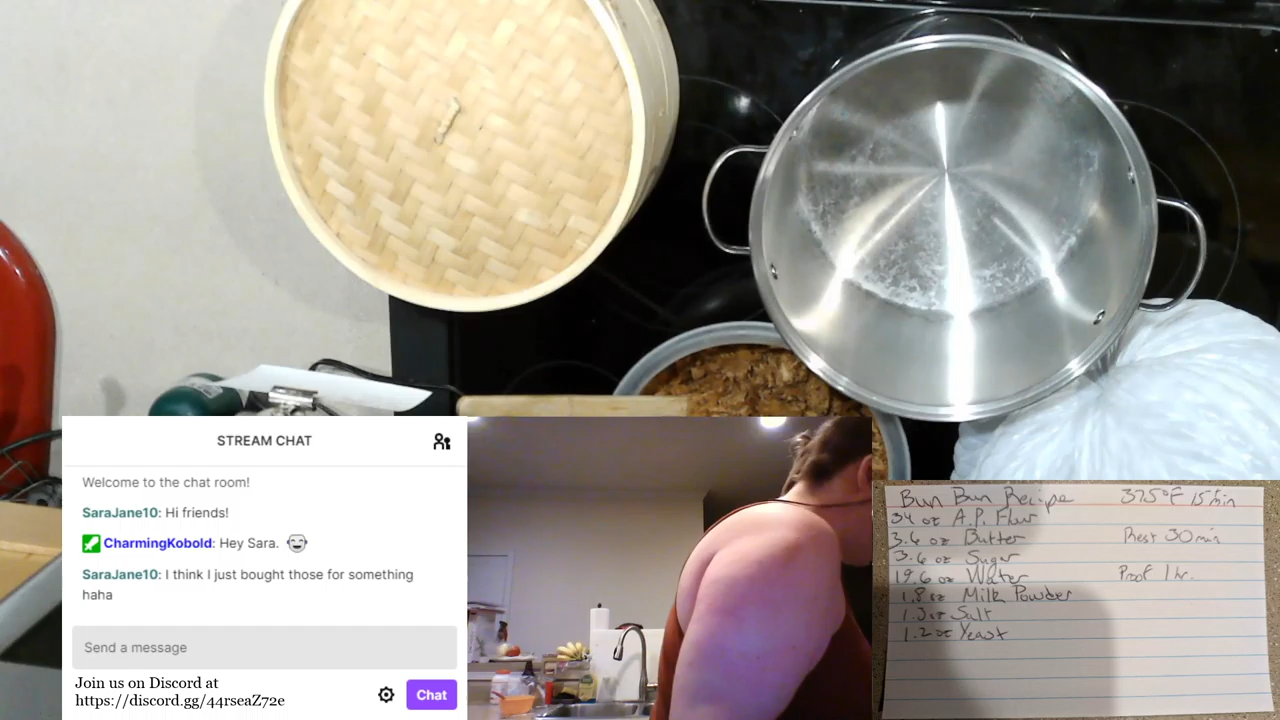 STREAM CHAT
Welcome to the chat room!
SaraJane10: Hi friends!
CharmingKobold: Hey Sara.
SaraJane10: I think I just bought those for something
haha
Send a message
Join us on Discord at
https://discord.gg/44rseaZ72e
Chat
Bun Bun Recipe 375°F 15 min
34 oz A.P. Flour
3.6 oz Butter Rest 30 min
3.6 oz Sugar
19.6 oz Water Proof 1 hr.
1.8 oz Milk Powder
1.3 oz Salt
1.2 oz Yeast